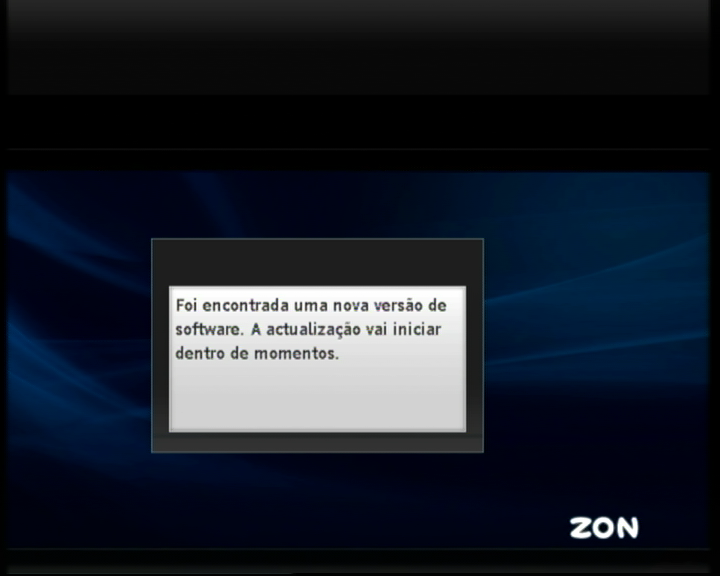 Foi encontrada uma nova versão de
software. A actualização vai iniciar
dentro de momentos.
ZON